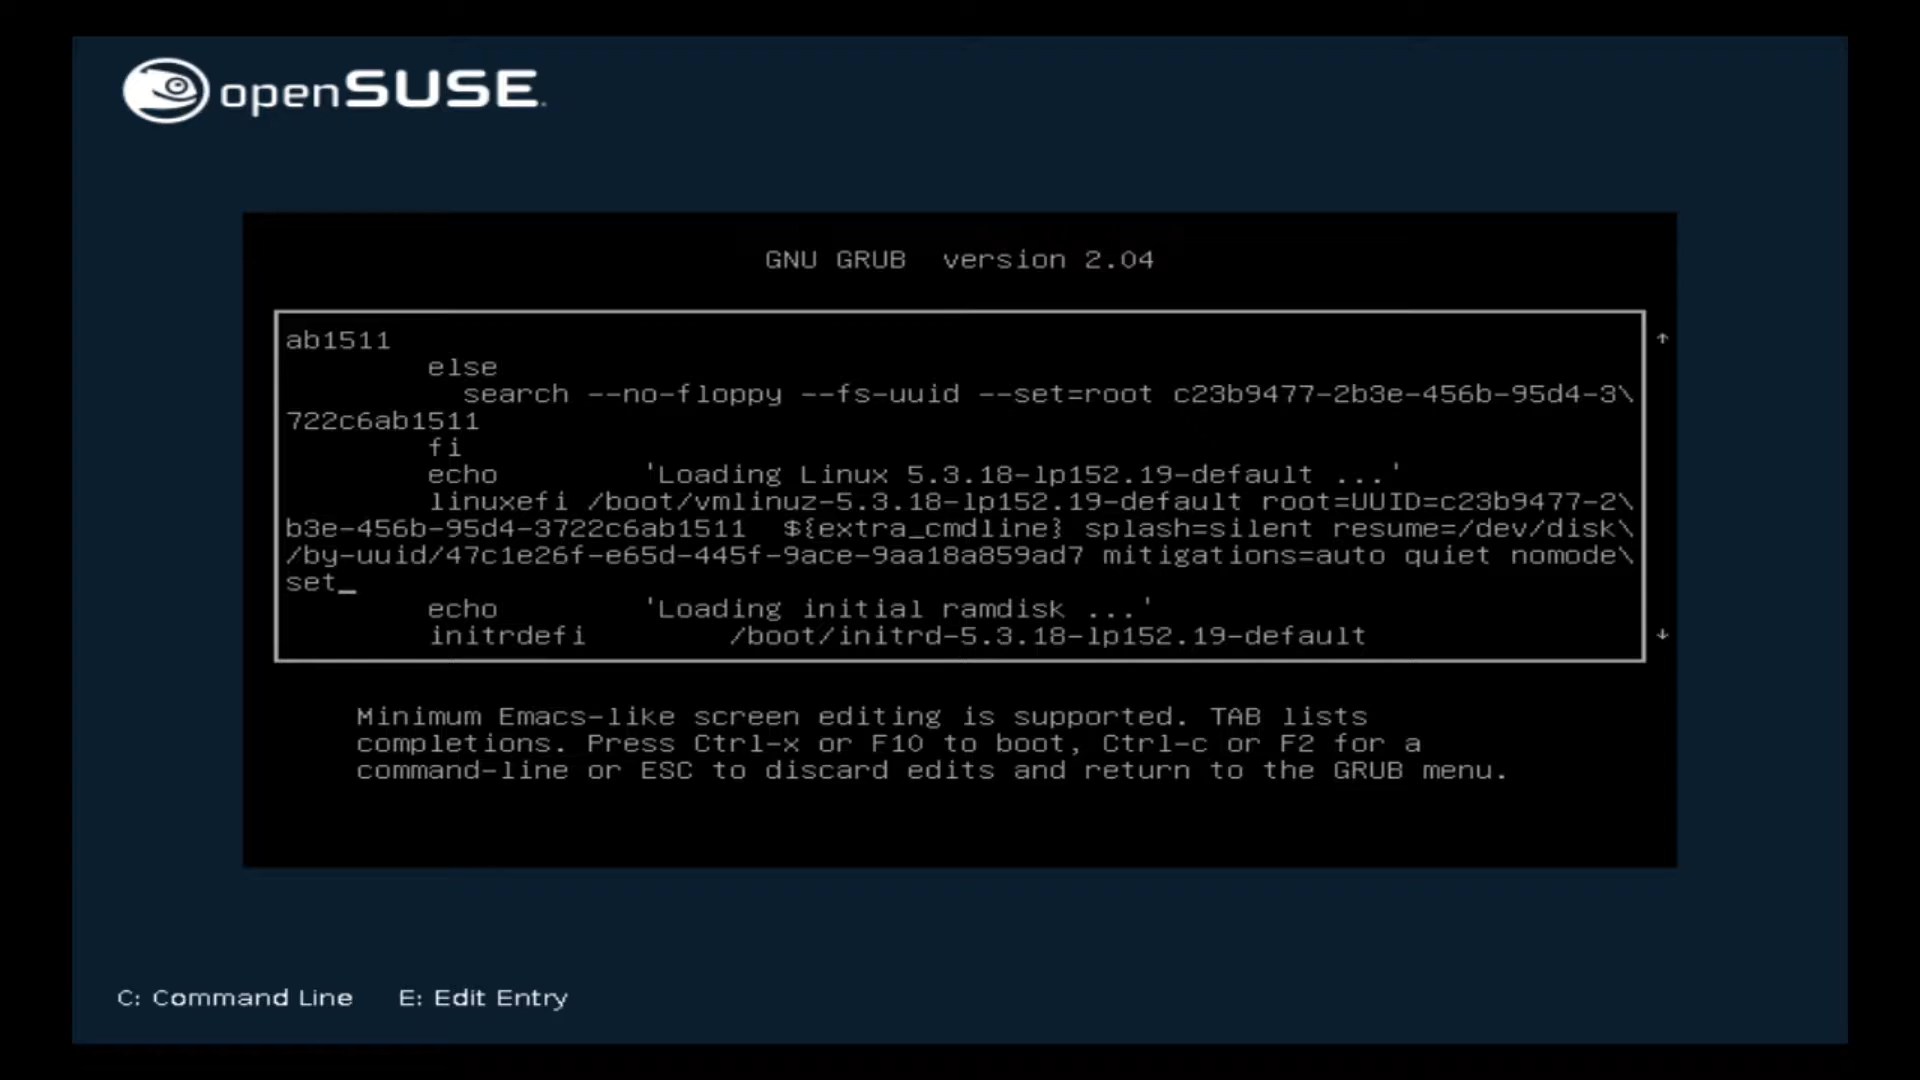 openSUSE.
GNU GRUB  version 2.04
ab1511
        else
          search --no-floppy --fs-uuid --set=root c23b9477-2b3e-456b-95d4-3\
722c6ab1511
        fi
        echo        'Loading Linux 5.3.18-lp152.19-default ...'
        linuxefi /boot/vmlinuz-5.3.18-lp152.19-default root=UUID=c23b9477-2\
b3e-456b-95d4-3722c6ab1511  ${extra_cmdline} splash=silent resume=/dev/disk\
/by-uuid/47c1e26f-e65d-445f-9ace-9aa18a859ad7 mitigations=auto quiet nomode\
set_
        echo        'Loading initial ramdisk ...'
        initrdefi        /boot/initrd-5.3.18-lp152.19-default
Minimum Emacs-like screen editing is supported. TAB lists
completions. Press Ctrl-x or F10 to boot, Ctrl-c or F2 for a
command-line or ESC to discard edits and return to the GRUB menu.
C: Command Line    E: Edit Entry